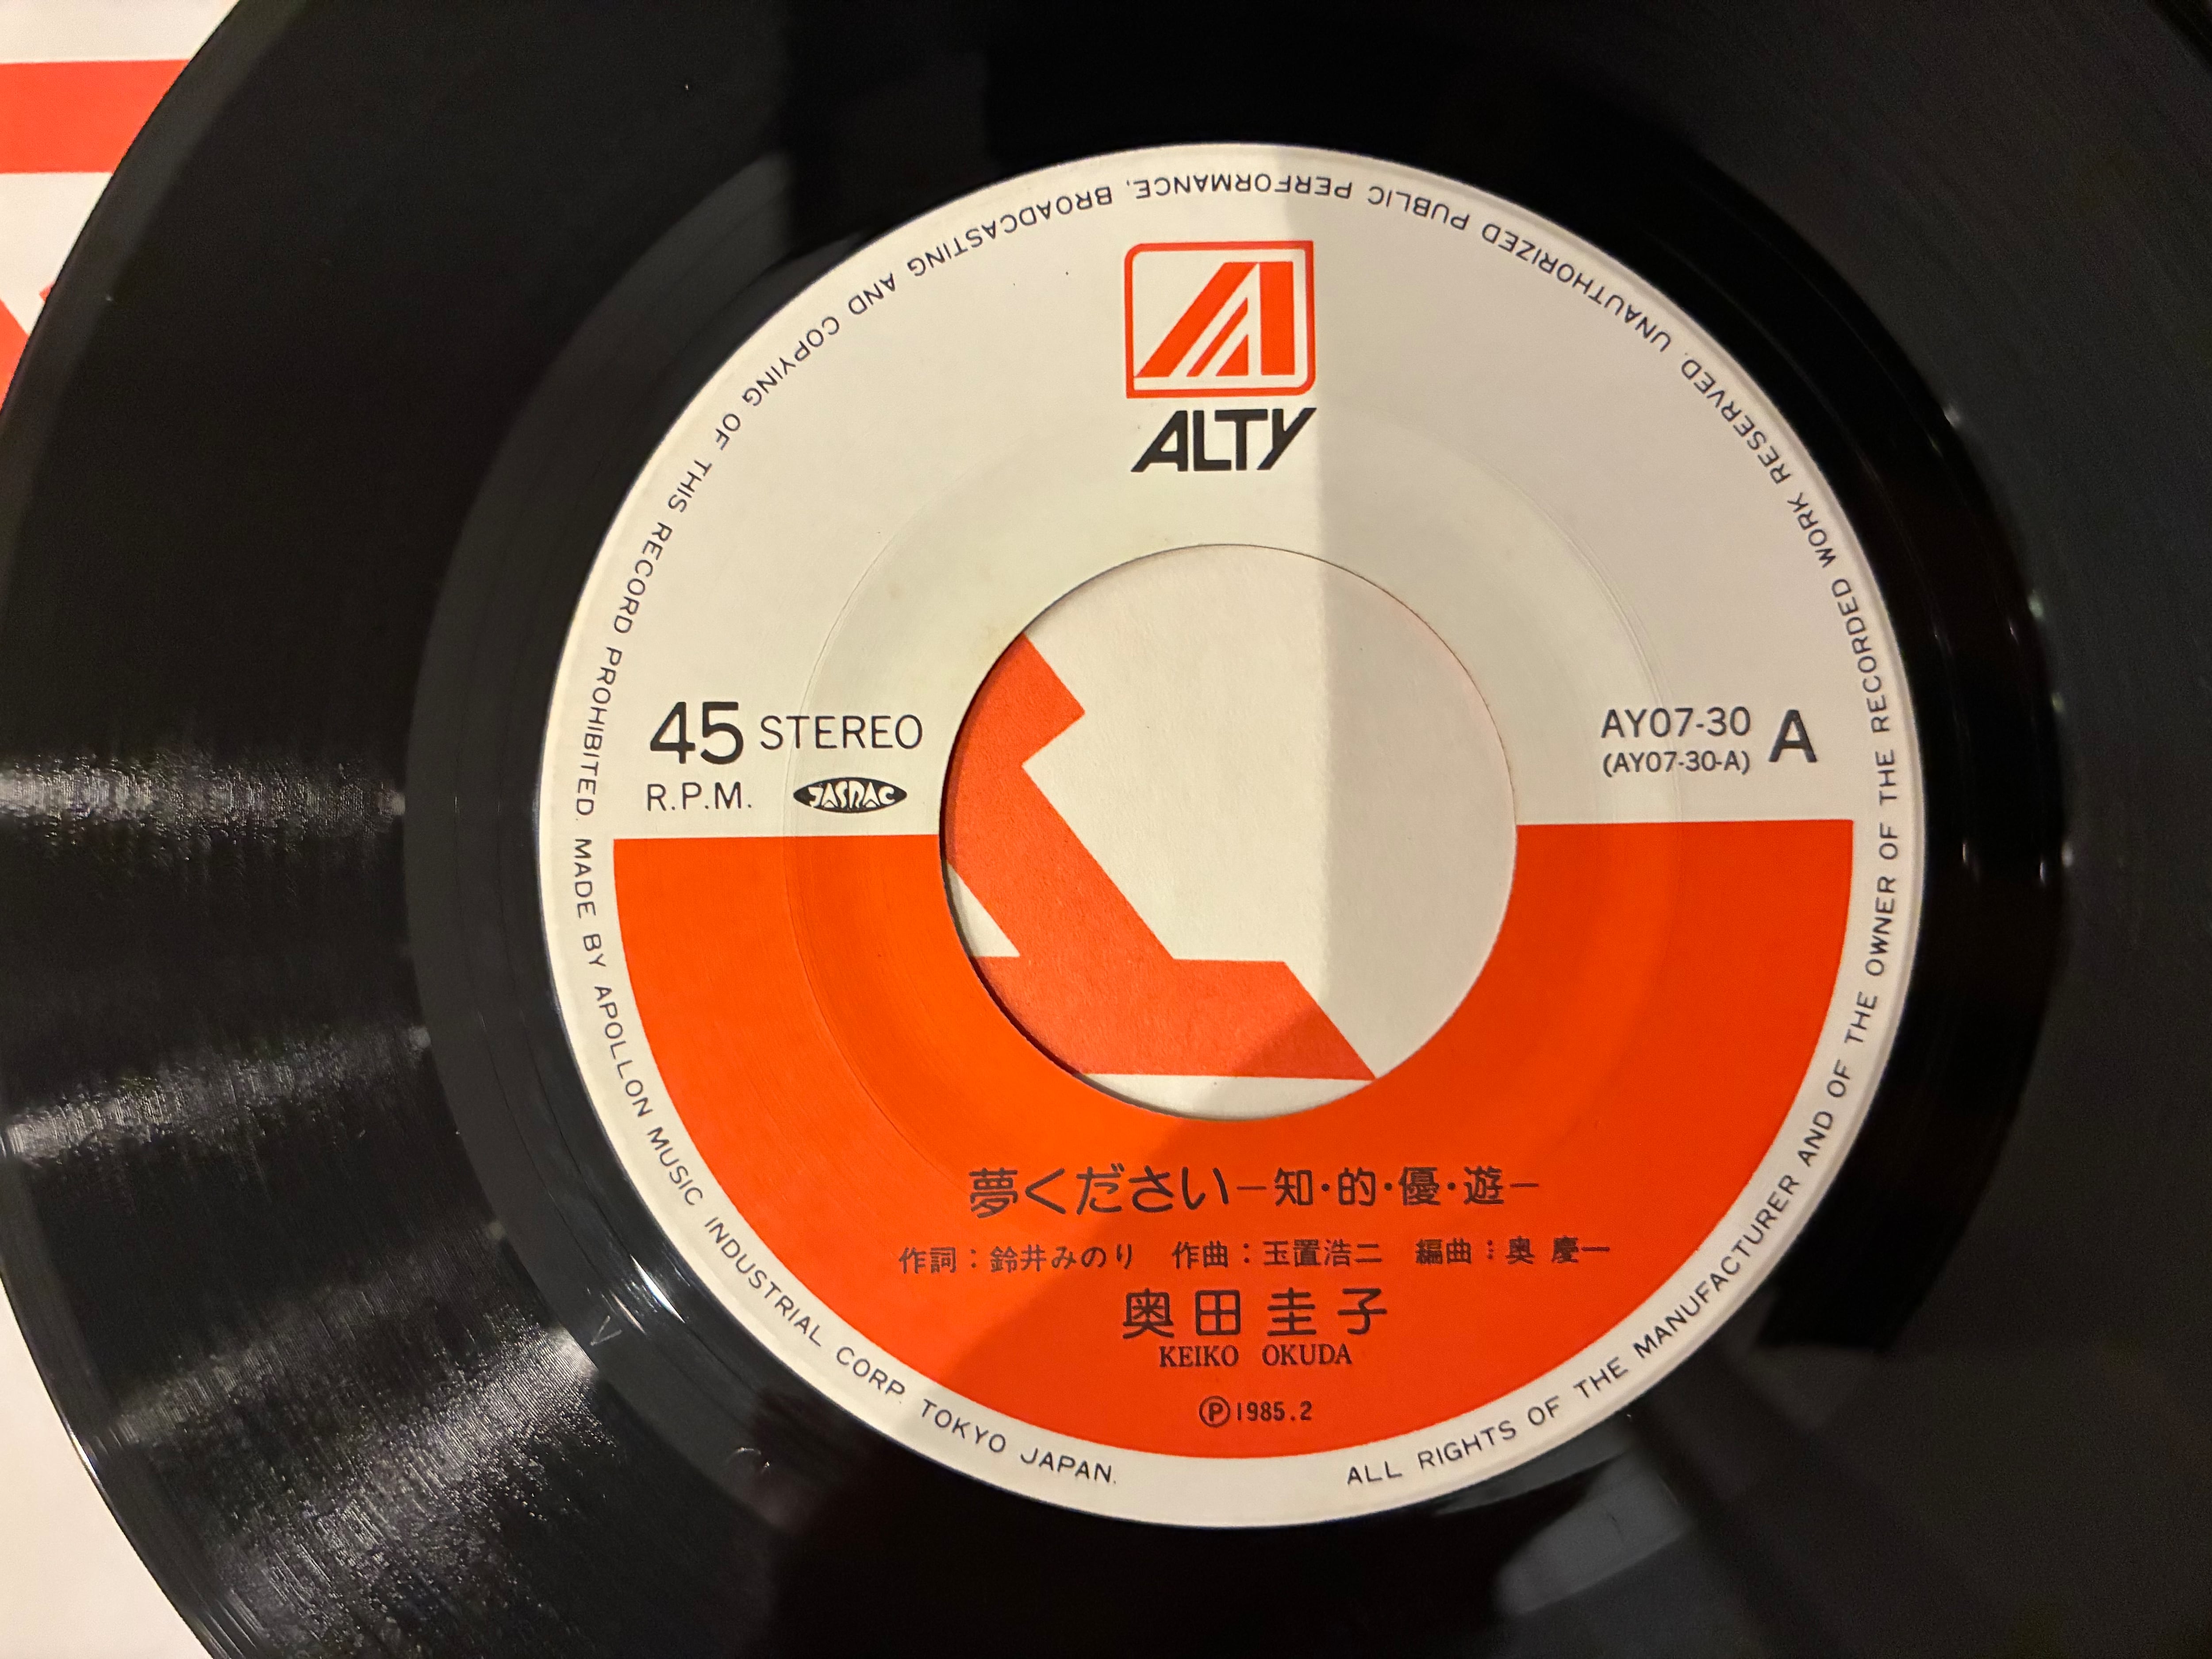 ALTY
45 STEREO
R.P.M. JASRAC
AY07-30 A
(AY07-30-A)
夢ください－知・的・優・遊－
作詞：鈴井みのり 作曲：玉置浩二 編曲：奥 慶一
奥田圭子
KEIKO OKUDA
Ⓟ1985.2
ALL RIGHTS OF THE MANUFACTURER AND OF THE OWNER OF THE RECORDED WORK RESERVED. UNAUTHORIZED PUBLIC PERFORMANCE, BROADCASTING AND COPYING OF THIS RECORD PROHIBITED. MADE BY APOLLON MUSIC INDUSTRIAL CORP. TOKYO JAPAN.